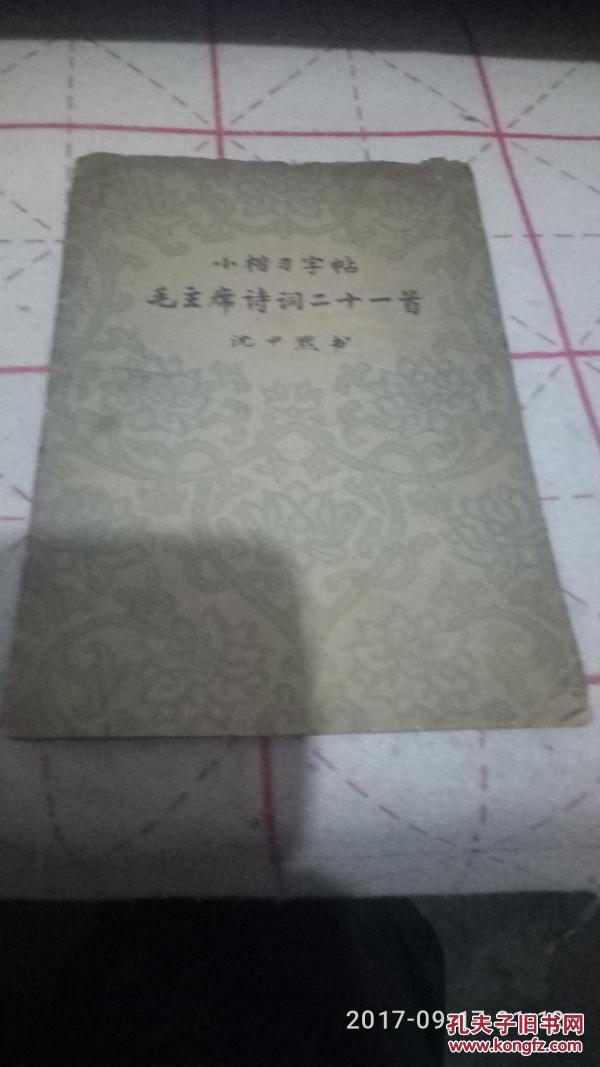 小楷习字帖
毛主席诗词二十一首
沈尹默书
2017-09-
孔夫子旧书网
www.kongfz.com